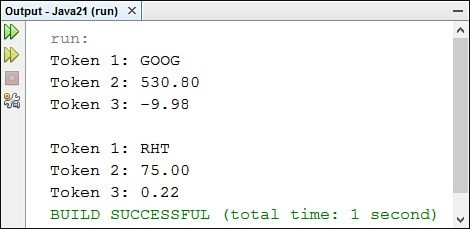 Output - Java21 (run)
run:
Token 1: GOOG
Token 2: 530.80
Token 3: -9.98
Token 1: RHT
Token 2: 75.00
Token 3: 0.22
BUILD SUCCESSFUL (total time: 1 second)